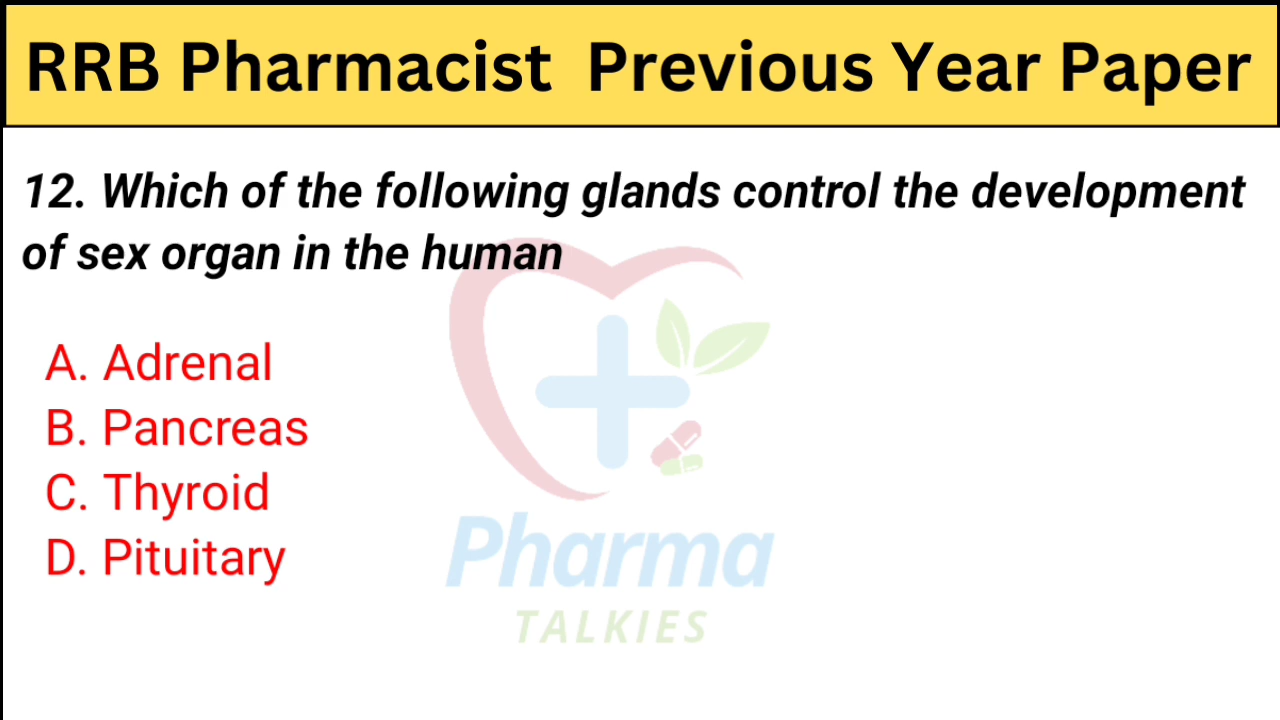 RRB Pharmacist Previous Year Paper
12. Which of the following glands control the development
of sex organ in the human
A. Adrenal
B. Pancreas
C. Thyroid
D. Pituitary
Pharma
TALKIES